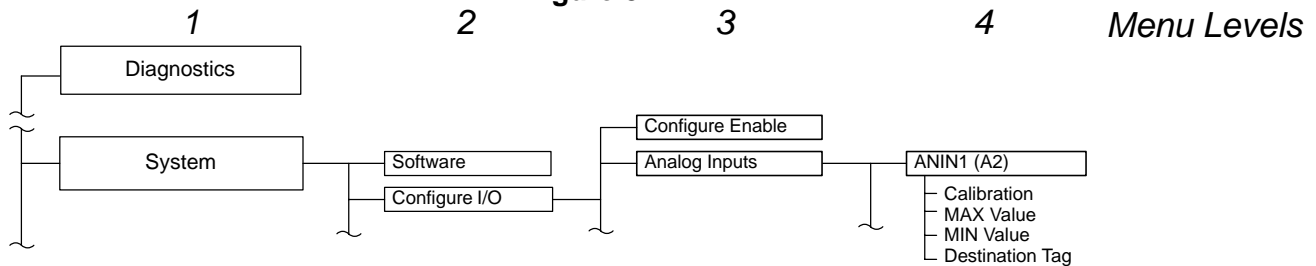 1 2 3 4 Menu Levels
Diagnostics
Configure Enable
System
Software
Analog Inputs
ANIN1 (A2)
Configure I/O
Calibration
MAX Value
MIN Value
Destination Tag